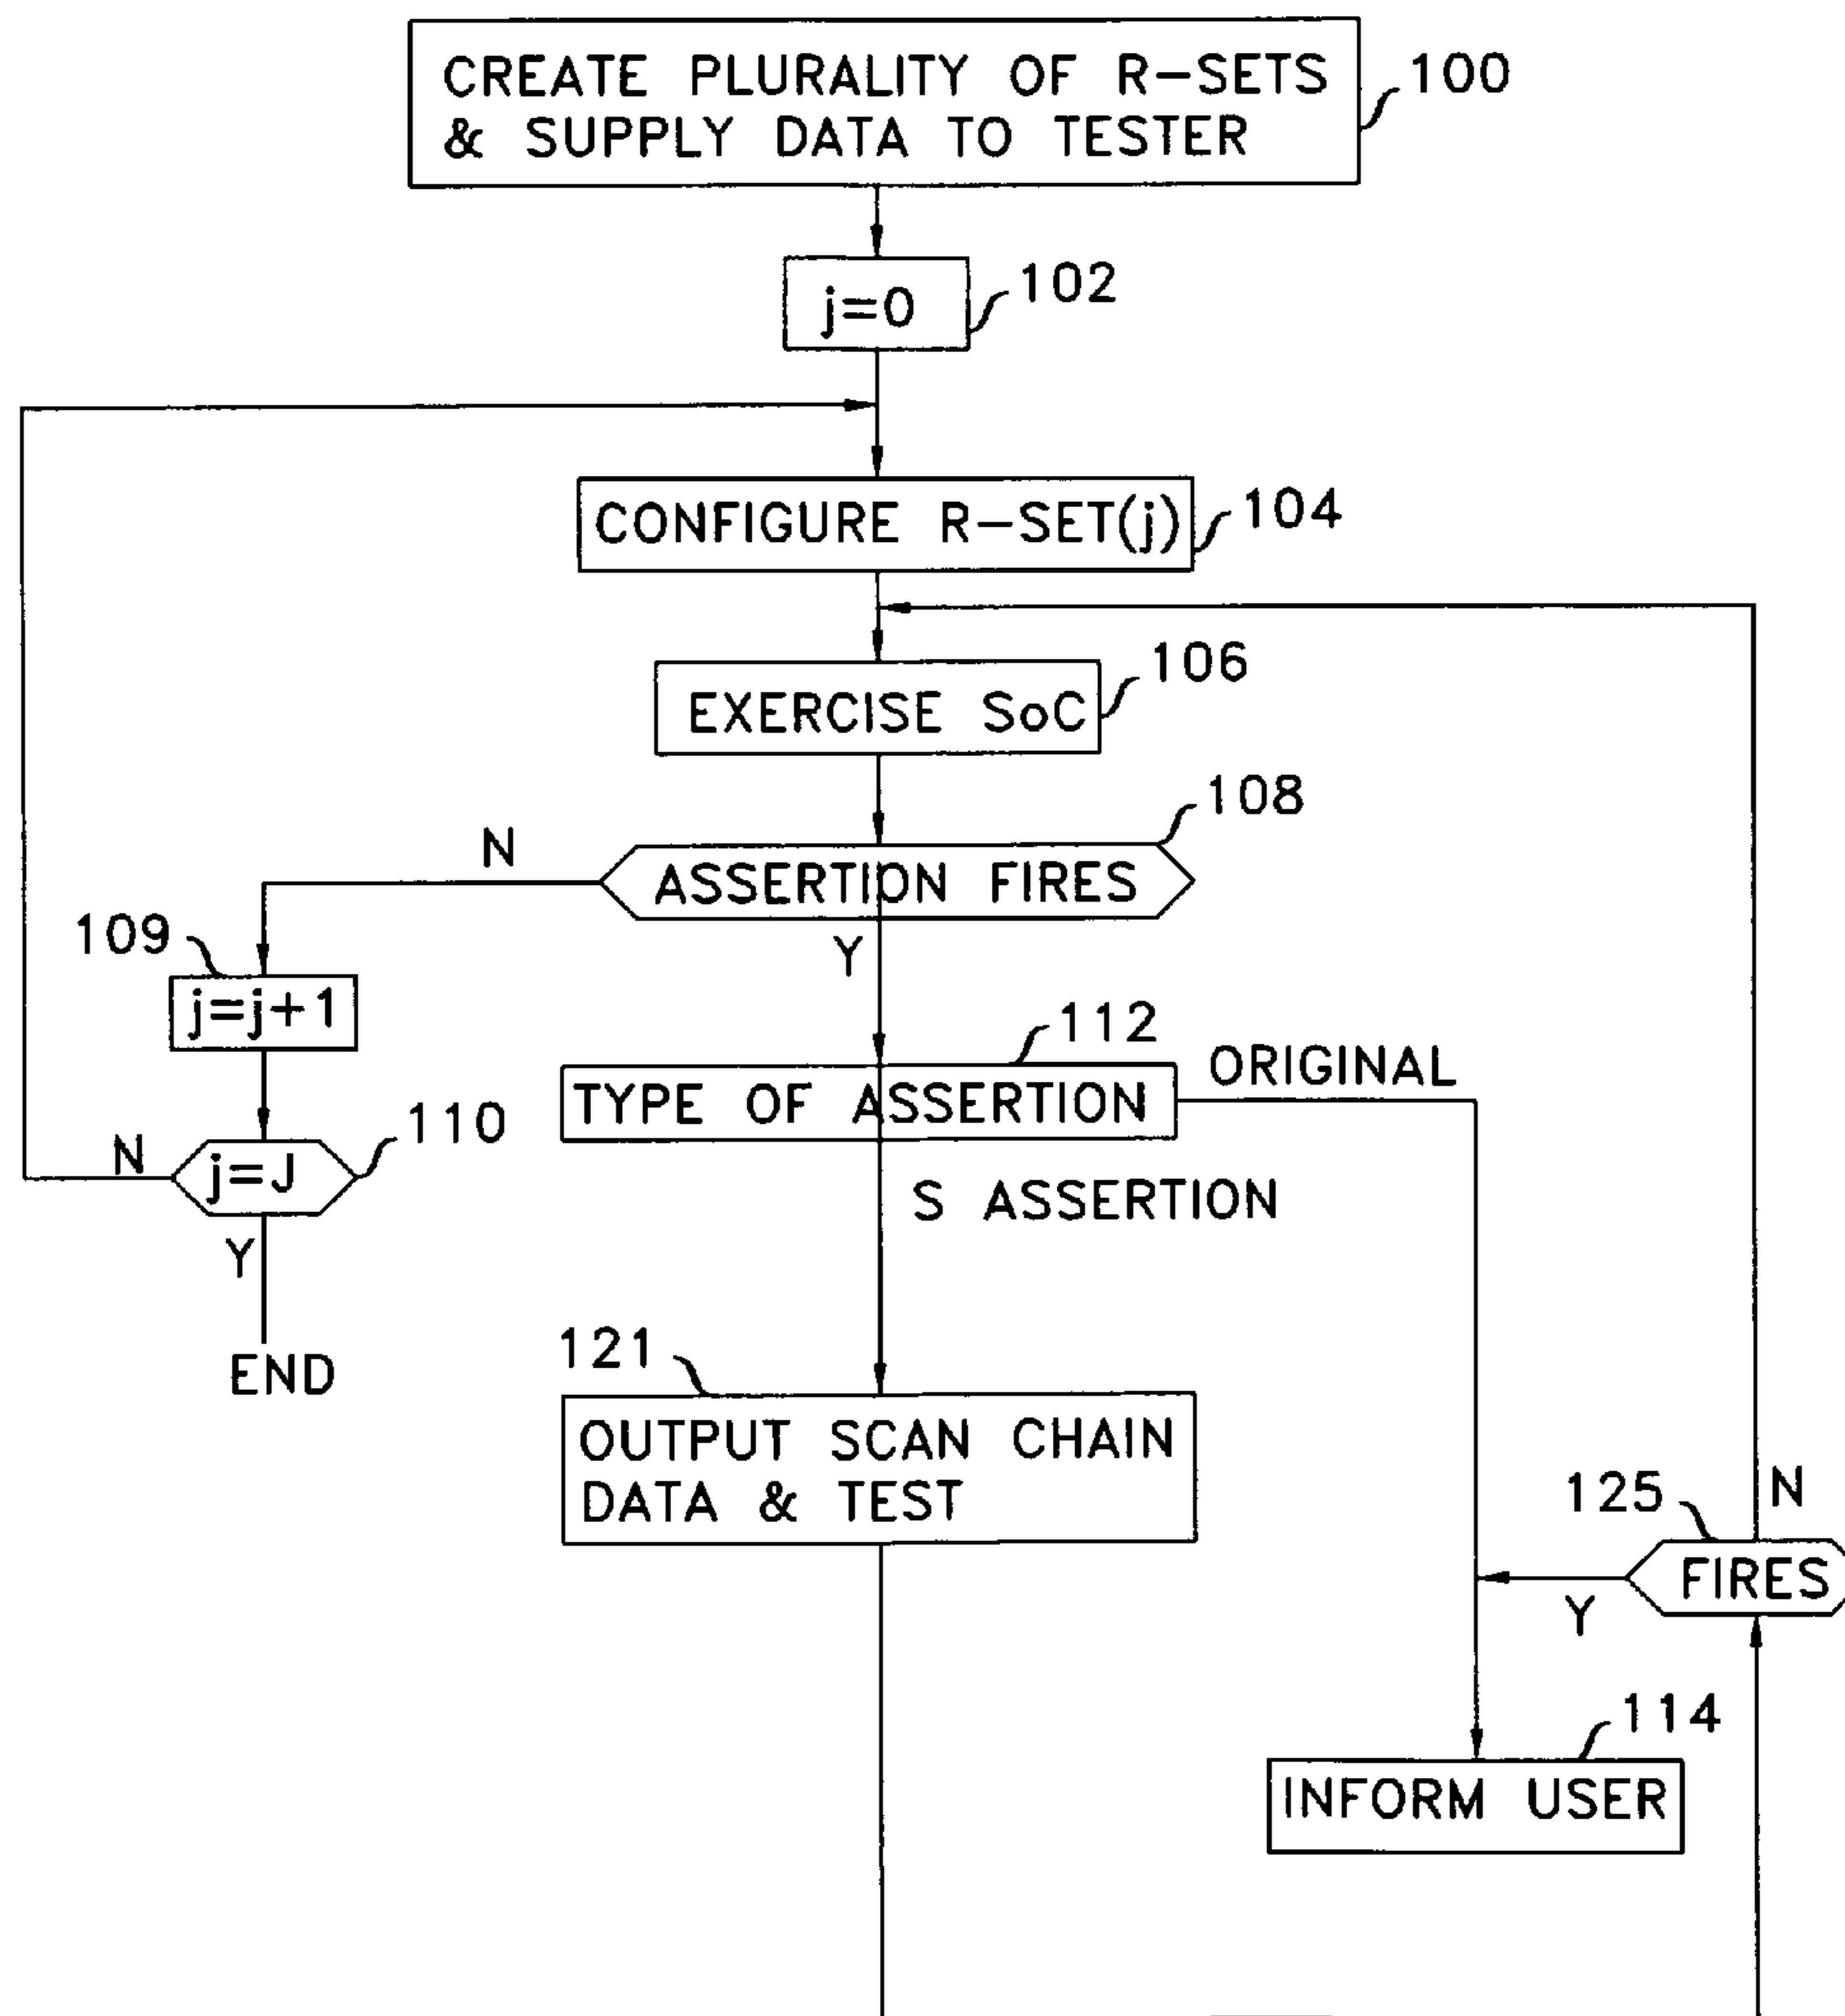 CREATE PLURALITY OF R-SETS
& SUPPLY DATA TO TESTER
100
j=0
102
CONFIGURE R-SET(j)
104
EXERCISE SoC
106
108
N
ASSERTION FIRES
109
Y
j=j+1
112
ORIGINAL
TYPE OF ASSERTION
110
N
j=J
S ASSERTION
Y
END
121
OUTPUT SCAN CHAIN
DATA & TEST
125
N
FIRES
Y
114
INFORM USER